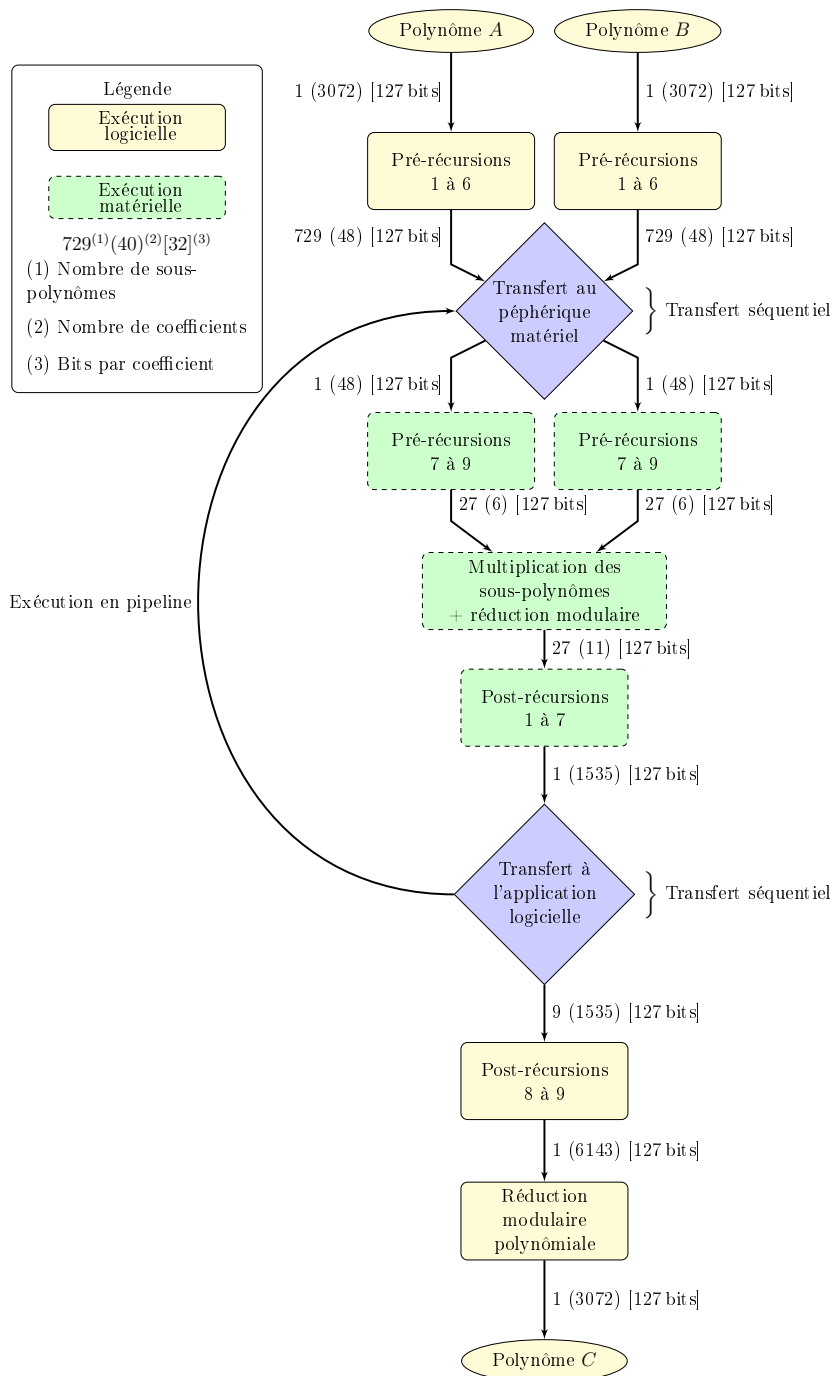 Polynôme A
Polynôme B
Légende
Exécution
logicielle
Exécution
matérielle
729(1)(40)(2)[32](3)
(1) Nombre de sous-
polynômes
(2) Nombre de coefficients
(3) Bits par coefficient
1 (3072) [127 bits]
1 (3072) [127 bits]
Pré-récursions
1 à 6
Pré-récursions
1 à 6
729 (48) [127 bits]
729 (48) [127 bits]
Transfert au
péphérique
matériel
Transfert séquentiel
1 (48) [127 bits]
1 (48) [127 bits]
Pré-récursions
7 à 9
Pré-récursions
7 à 9
27 (6) [127 bits]
27 (6) [127 bits]
Exécution en pipeline
Multiplication des
sous-polynômes
+ réduction modulaire
27 (11) [127 bits]
Post-récursions
1 à 7
1 (1535) [127 bits]
Transfert à
l'application
logicielle
Transfert séquentiel
9 (1535) [127 bits]
Post-récursions
8 à 9
1 (6143) [127 bits]
Réduction
modulaire
polynômiale
1 (3072) [127 bits]
Polynôme C